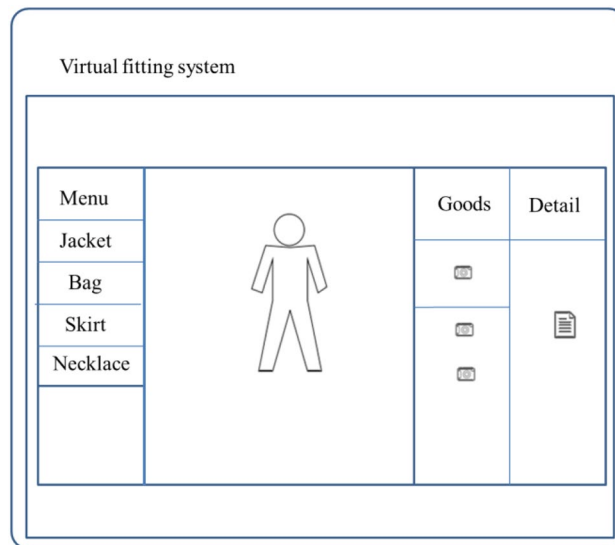 Virtual fitting system
Menu
Jacket
Bag
Skirt
Necklace
Goods
Detail